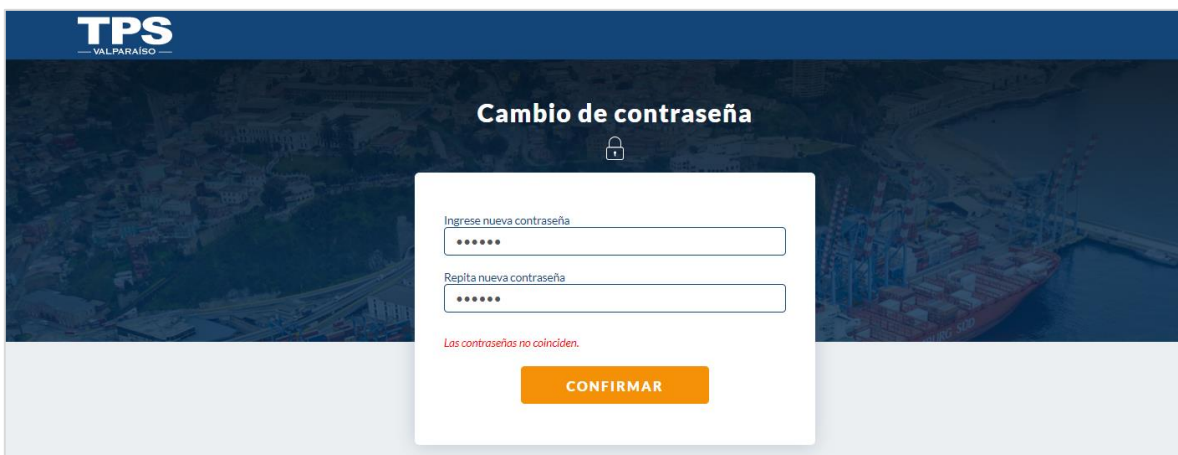 TPS
VALPARAÍSO
Cambio de contraseña
Ingrese nueva contraseña
••••••
Repita nueva contraseña
••••••
Las contraseñas no coinciden.
CONFIRMAR